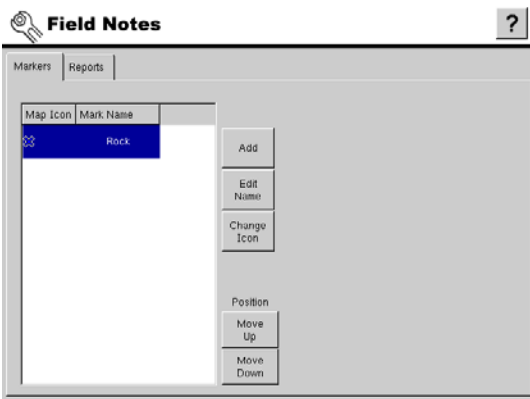 Field Notes
?
Markers Reports
Map Icon Mark Name
Rock
Add
Edit
Name
Change
Icon
Position
Move
Up
Move
Down